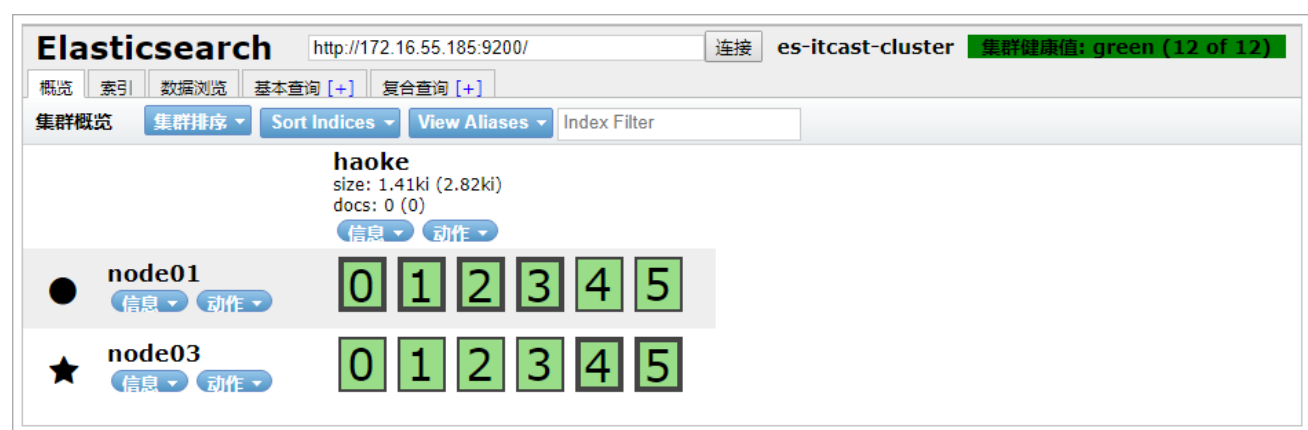 Elasticsearch http://172.16.55.185:9200/ 连接 es-itcast-cluster 集群健康值: green (12 of 12)
概览 索引 数据浏览 基本查询 [+] 复合查询 [+]
集群概览 集群排序 Sort Indices View Aliases Index Filter
haoke
size: 1.41ki (2.82ki)
docs: 0 (0)
信息 动作
node01 0 1 2 3 4 5
信息 动作
node03 0 1 2 3 4 5
信息 动作